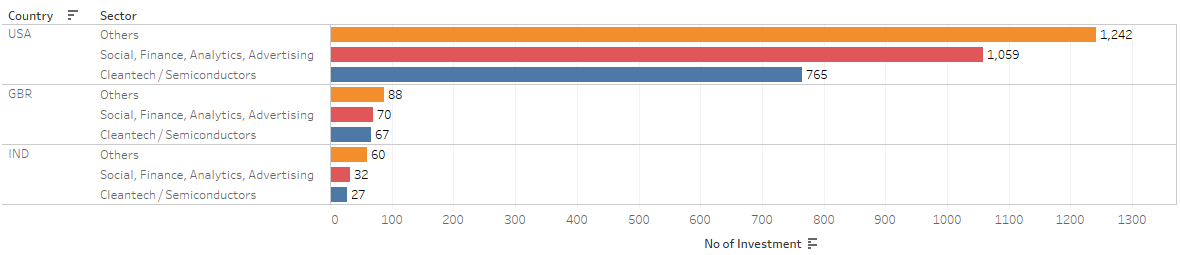 Country Sector
USA Others 1,242
Social, Finance, Analytics, Advertising 1,059
Cleantech / Semiconductors 765
GBR Others 88
Social, Finance, Analytics, Advertising 70
Cleantech / Semiconductors 67
IND Others 60
Social, Finance, Analytics, Advertising 32
Cleantech / Semiconductors 27
0 100 200 300 400 500 600 700 800 900 1000 1100 1200 1300
No of Investment